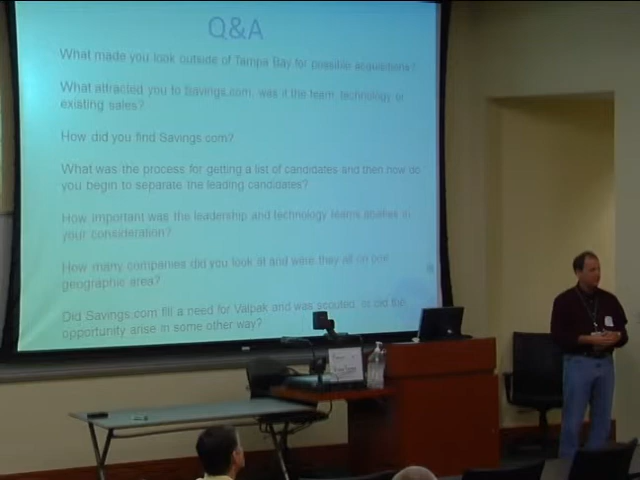 Q&A
What made you look outside of Tampa Bay for possible acquisitions?
What attracted you to Savings.com, was it the team, technology or
existing sales?
How did you find Savings.com?
What was the process for getting a list of candidates and then how do
you begin to separate the leading candidates?
How important was the leadership and technology teams abilities in
your consideration?
How many companies did you look at and were they all in one
geographic area?
Did Savings.com fill a need for Valpak and was scouted, or did the
opportunity arise in some other way?